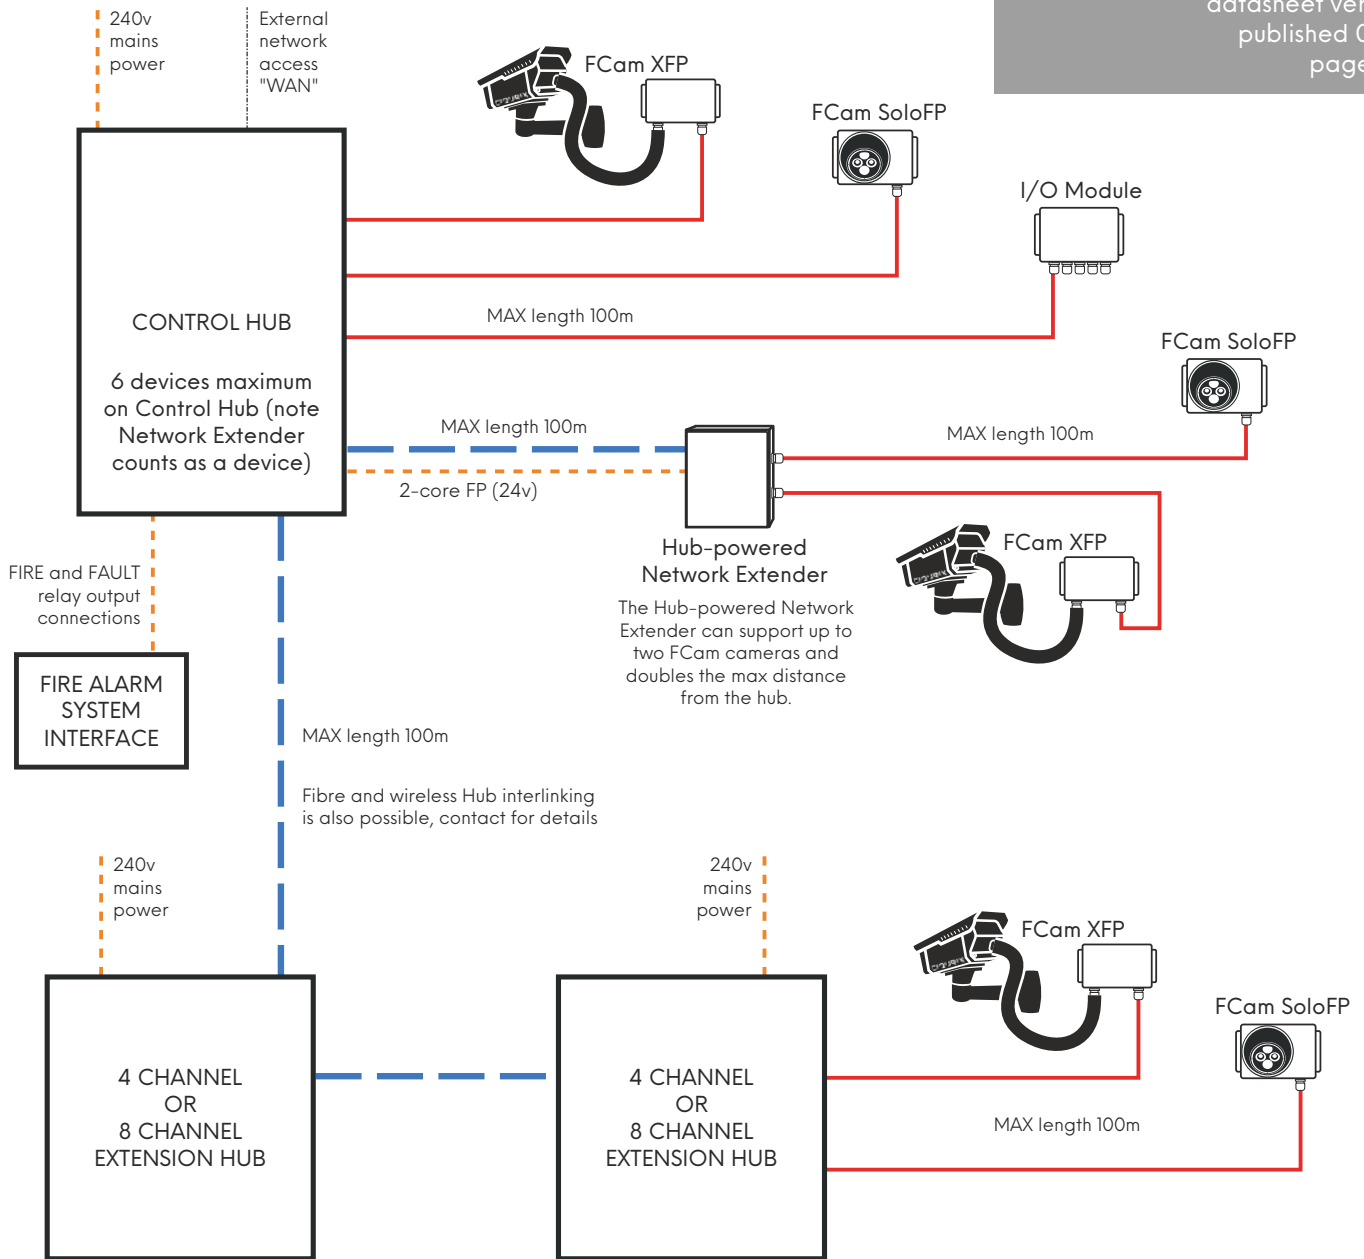 240v
mains
power
External
network
access
"WAN"
datasheet
published
page
FCam XFP
FCam SoloFP
I/O Module
CONTROL HUB
6 devices maximum
on Control Hub (note
Network Extender
counts as a device)
MAX length 100m
FCam SoloFP
MAX length 100m
2-core FP (24v)
MAX length 100m
Hub-powered
Network Extender
The Hub-powered Network
Extender can support up to
two FCam cameras and
doubles the max distance
from the hub.
FCam XFP
FIRE and FAULT
relay output
connections
FIRE ALARM
SYSTEM
INTERFACE
MAX length 100m
Fibre and wireless Hub interlinking
is also possible, contact for details
240v
mains
power
240v
mains
power
FCam XFP
FCam SoloFP
4 CHANNEL
OR
8 CHANNEL
EXTENSION HUB
4 CHANNEL
OR
8 CHANNEL
EXTENSION HUB
MAX length 100m